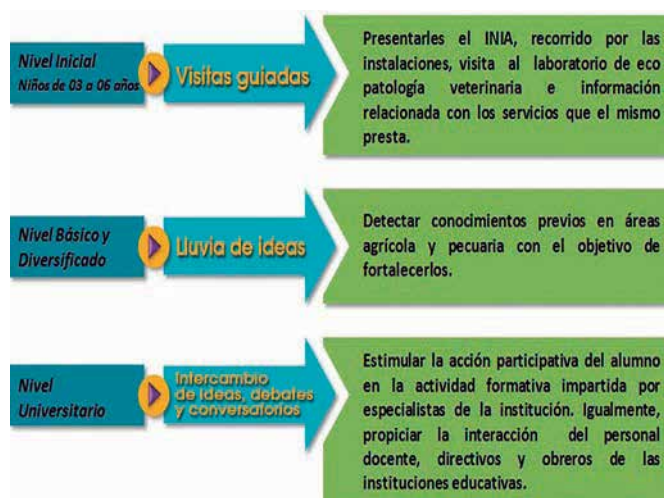 Nivel Inicial
Niños de 03 a 06 años
Visitas guiadas
Presentarles el INIA, recorrido por las
instalaciones, visita al laboratorio de eco
patología veterinaria e información
relacionada con los servicios que el mismo
presta.
Nivel Básico y
Diversificado
Lluvia de ideas
Detectar conocimientos previos en áreas
agrícola y pecuaria con el objetivo de
fortalecerlos.
Nivel
Universitario
Intercambio
de ideas, debates
y conversatorios
Estimular la acción participativa del alumno
en la actividad formativa impartida por
especialistas de la institución. Igualmente,
propiciar la interacción del personal
docente, directivos y obreros de las
instituciones educativas.